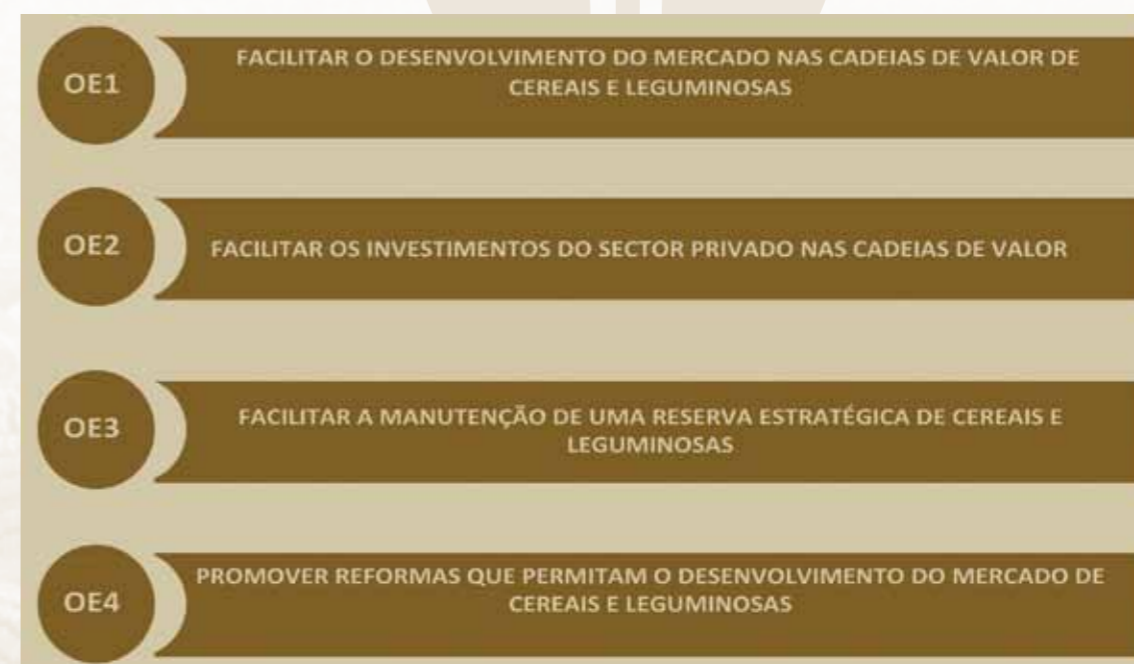 OE1
FACILITAR O DESENVOLVIMENTO DO MERCADO NAS CADEIAS DE VALOR DE
CEREAIS E LEGUMINOSAS
OE2
FACILITAR OS INVESTIMENTOS DO SECTOR PRIVADO NAS CADEIAS DE VALOR
OE3
FACILITAR A MANUTENÇÃO DE UMA RESERVA ESTRATÉGICA DE CEREAIS E
LEGUMINOSAS
OE4
PROMOVER REFORMAS QUE PERMITAM O DESENVOLVIMENTO DO MERCADO DE
CEREAIS E LEGUMINOSAS